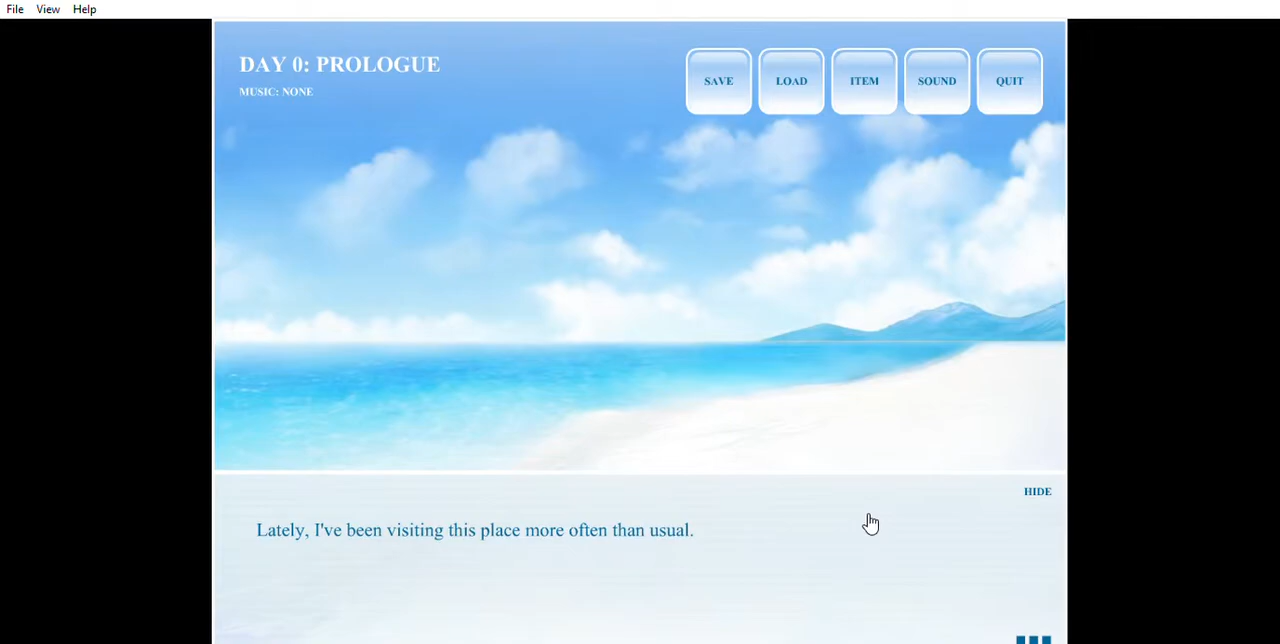 File View Help
DAY 0: PROLOGUE
MUSIC: NONE
SAVE LOAD ITEM SOUND QUIT
HIDE
Lately, I've been visiting this place more often than usual.